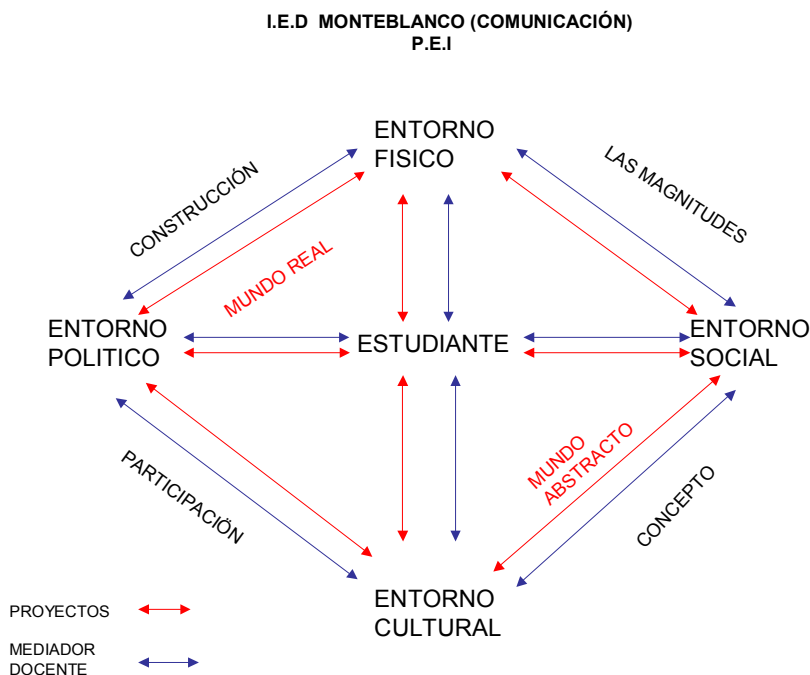 I.E.D MONTEBLANCO (COMUNICACIÓN)
P.E.I
ENTORNO
FISICO
CONSTRUCCIÓN
LAS MAGNITUDES
MUNDO REAL
ENTORNO
POLITICO
ESTUDIANTE
ENTORNO
SOCIAL
PARTICIPACIÖN
MUNDO
ABSTRACTO
CONCEPTO
ENTORNO
CULTURAL
PROYECTOS
MEDIADOR
DOCENTE